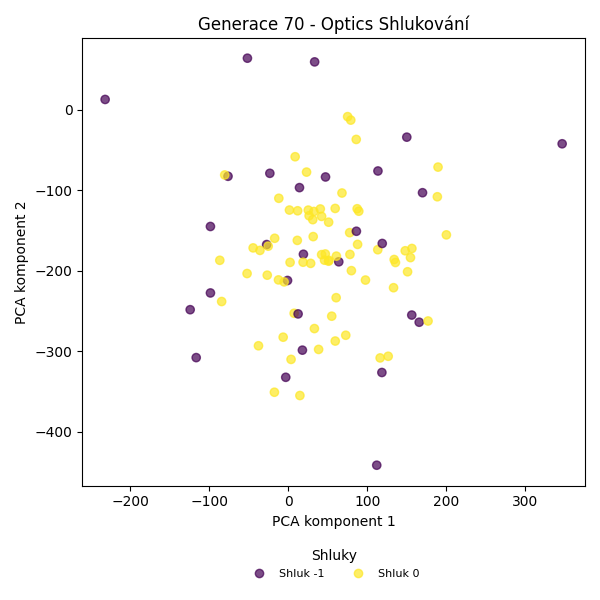 Generace 70 - Optics Shlukování
0
−100
−200
−300
−400
PCA komponent 2
−200
−100
0
100
200
300
PCA komponent 1
Shluky
Shluk -1
Shluk 0